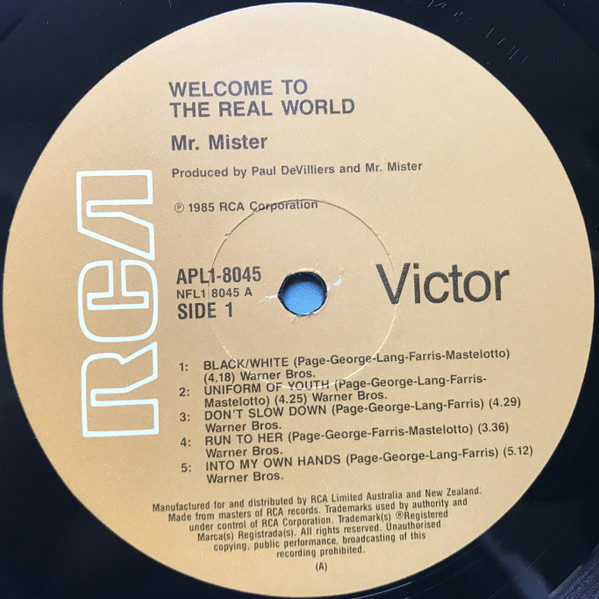 WELCOME TO
THE REAL WORLD
Mr. Mister
Produced by Paul DeVilliers and Mr. Mister
℗ 1985 RCA Corporation
RCA
APL1-8045
NFL1 8045 A
SIDE 1
Victor
1: BLACK/WHITE (Page-George-Lang-Farris-Mastelotto)
(4.18) Warner Bros.
2: UNIFORM OF YOUTH (Page-George-Lang-Farris-
Mastelotto) (4.25) Warner Bros.
3: DON'T SLOW DOWN (Page-George-Lang-Farris) (4.29)
Warner Bros.
4: RUN TO HER (Page-George-Farris-Mastelotto) (3.36)
Warner Bros.
5: INTO MY OWN HANDS (Page-George-Lang-Farris) (5.12)
Warner Bros.
Manufactured for and distributed by RCA Limited Australia and New Zealand.
Made from masters of RCA records. Trademarks used by authority and
under control of RCA Corporation. Trademark(s) ®Registered
Marca(s) Registrada(s). All rights reserved. Unauthorised
copying, public performance, broadcasting of this
recording prohibited.
(A)